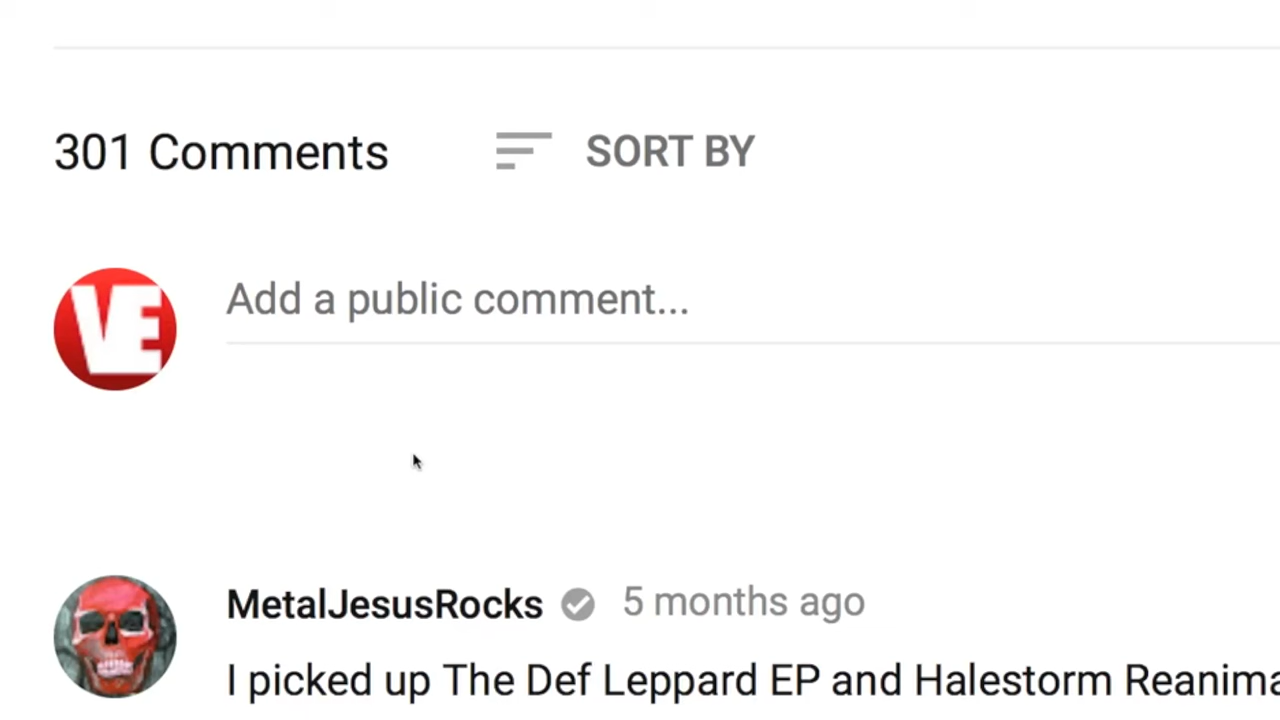 301 Comments
SORT BY
VE
Add a public comment...
MetalJesusRocks
5 months ago
I picked up The Def Leppard EP and Halestorm Reanima